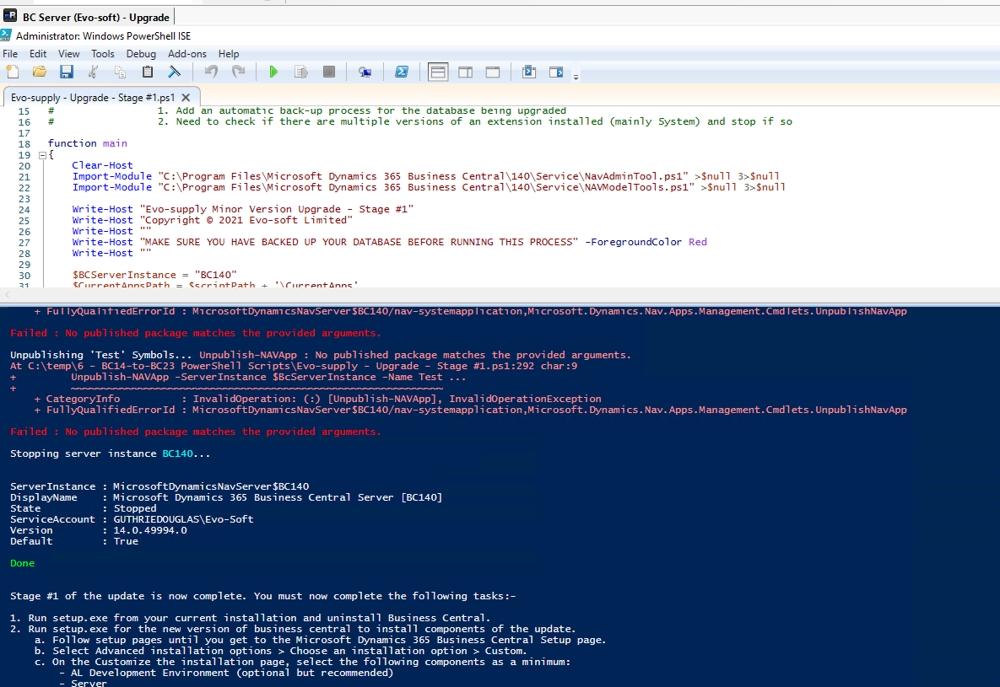 BC Server (Evo-soft) - Upgrade
Administrator: Windows PowerShell ISE
File Edit View Tools Debug Add-ons Help
Evo-supply - Upgrade - Stage #1.ps1
15 # 1. Add an automatic back-up process for the database being upgraded
16 # 2. Need to check if there are multiple versions of an extension installed (mainly System) and stop if so
17
18 function main
19 {
20 Clear-Host
21 Import-Module "C:\Program Files\Microsoft Dynamics 365 Business Central\140\Service\NavAdminTool.ps1" >$null 3>$null
22 Import-Module "C:\Program Files\Microsoft Dynamics 365 Business Central\140\Service\NAVModelTools.ps1" >$null 3>$null
23
24 Write-Host "Evo-supply Minor Version Upgrade - Stage #1"
25 Write-Host "Copyright © 2021 Evo-soft Limited"
26 Write-Host ""
27 Write-Host "MAKE SURE YOU HAVE BACKED UP YOUR DATABASE BEFORE RUNNING THIS PROCESS" -ForegroundColor Red
28 Write-Host ""
29
30 $BCServerInstance = "BC140"
31 $CurrentAppsPath = $scriptPath + '\CurrentApps'
+ FullyQualifiedErrorId : MicrosoftDynamicsNavServer$BC140/nav-systemapplication,Microsoft.Dynamics.Nav.Apps.Management.Cmdlets.UnpublishNavApp
Failed : No published package matches the provided arguments.
Unpublishing 'Test' Symbols... Unpublish-NAVApp : No published package matches the provided arguments.
At C:\temp\6 - BC14-to-BC23 PowerShell Scripts\Evo-supply - Upgrade - Stage #1.ps1:292 char:9
+ Unpublish-NAVApp -ServerInstance $BcServerInstance -Name Test ...
+ ~~~~~~~~~~~~~~~~~~~~~~~~~~~~~~~~~~~~~~~~~~~~~~~~~~~~~~~~~~~~~
+ CategoryInfo : InvalidOperation: (:) [Unpublish-NAVApp], InvalidOperationException
+ FullyQualifiedErrorId : MicrosoftDynamicsNavServer$BC140/nav-systemapplication,Microsoft.Dynamics.Nav.Apps.Management.Cmdlets.UnpublishNavApp
Failed : No published package matches the provided arguments.
Stopping server instance BC140...
ServerInstance : MicrosoftDynamicsNavServer$BC140
DisplayName : Microsoft Dynamics 365 Business Central Server [BC140]
State : Stopped
ServiceAccount : GUTHRIEDOUGLAS\Evo-Soft
Version : 14.0.49994.0
Default : True
Done
Stage #1 of the update is now complete. You must now complete the following tasks:-
1. Run setup.exe from your current installation and uninstall Business Central.
2. Run setup.exe for the new version of business central to install components of the update.
a. Follow setup pages until you get to the Microsoft Dynamics 365 Business Central Setup page.
b. Select Advanced installation options > Choose an installation option > Custom.
c. On the Customize the installation page, select the following components as a minimum:
- AL Development Environment (optional but recommended)
- Server